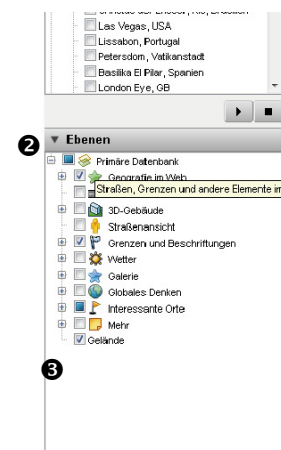 Las Vegas, USA
Lissabon, Portugal
Petersdom, Vatikanstadt
Basilika El Pilar, Spanien
London Eye, GB
2
Ebenen
Primäre Datenbank
Geografie im Web
Straßen, Grenzen und andere Elemente im
3D-Gebäude
Straßenansicht
Grenzen und Beschriftungen
Wetter
Galerie
Globales Denken
Interessante Orte
Mehr
Gelände
3